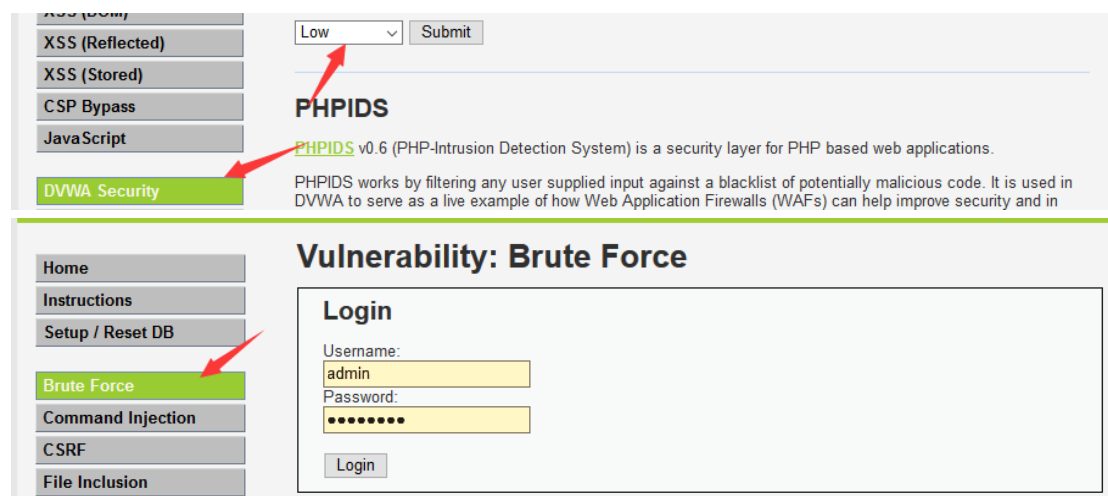 XSS (DOM)
XSS (Reflected)
XSS (Stored)
CSP Bypass
JavaScript
DVWA Security
Low
Submit
PHPIDS
PHPIDS v0.6 (PHP-Intrusion Detection System) is a security layer for PHP based web applications.
PHPIDS works by filtering any user supplied input against a blacklist of potentially malicious code. It is used in
DVWA to serve as a live example of how Web Application Firewalls (WAFs) can help improve security and in
Home
Instructions
Setup / Reset DB
Brute Force
Command Injection
CSRF
File Inclusion
Vulnerability: Brute Force
Login
Username:
admin
Password:
••••••••
Login